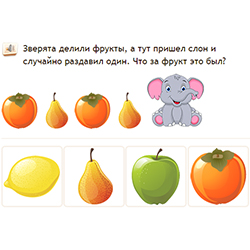 Зверята делили фрукты, а тут пришел слон и
случайно раздавил один. Что за фрукт это был?